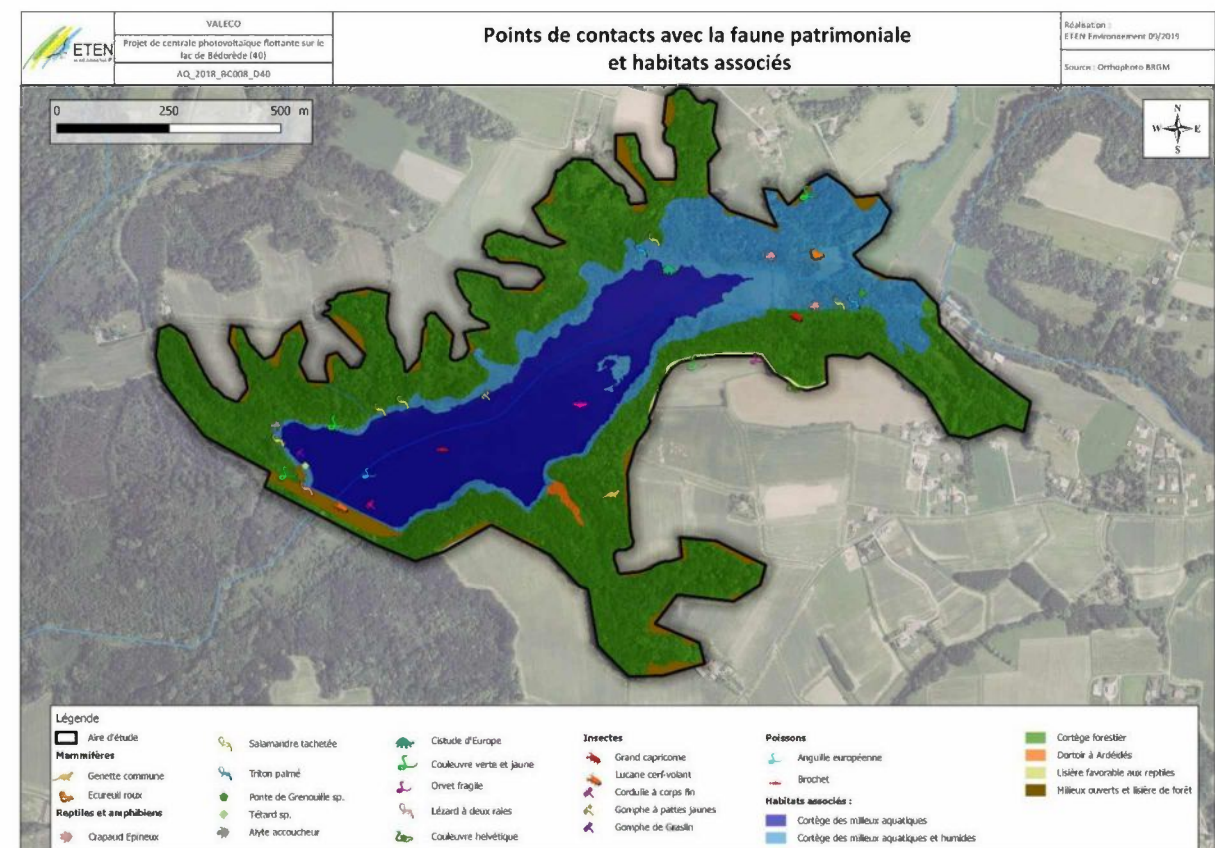 ETEN
VALECO
Projet de centrale photovoltaïque flottante sur le
lac de Bédorède (40)
AQ_2018_BC008_D40
Points de contacts avec la faune patrimoniale
et habitats associés
Réalisation :
ETEN Environnement 09/2019
Source : Orthophoto BRGM
0 250 500 m
N
W E
S
Légende
Aire d'étude
Mammifères
Genette commune
Ecureuil roux
Reptiles et amphibiens
Crapaud Epineux
Salamandre tachetée
Triton palmé
Ponte de Grenouille sp.
Têtard sp.
Alyte accoucheur
Cistude d'Europe
Couleuvre verte et jaune
Orvet fragile
Lézard à deux raies
Couleuvre helvétique
Insectes
Grand capricorne
Lucane cerf-volant
Cordulie à corps fin
Gomphe à pattes jaunes
Gomphe de Graslin
Poissons
Anguille européenne
Brochet
Habitats associés :
Cortège des milieux aquatiques
Cortège des milieux aquatiques et humides
Cortège forestier
Dortoir à Ardéidés
Lisière favorable aux reptiles
Milieux ouverts et lisière de forêt